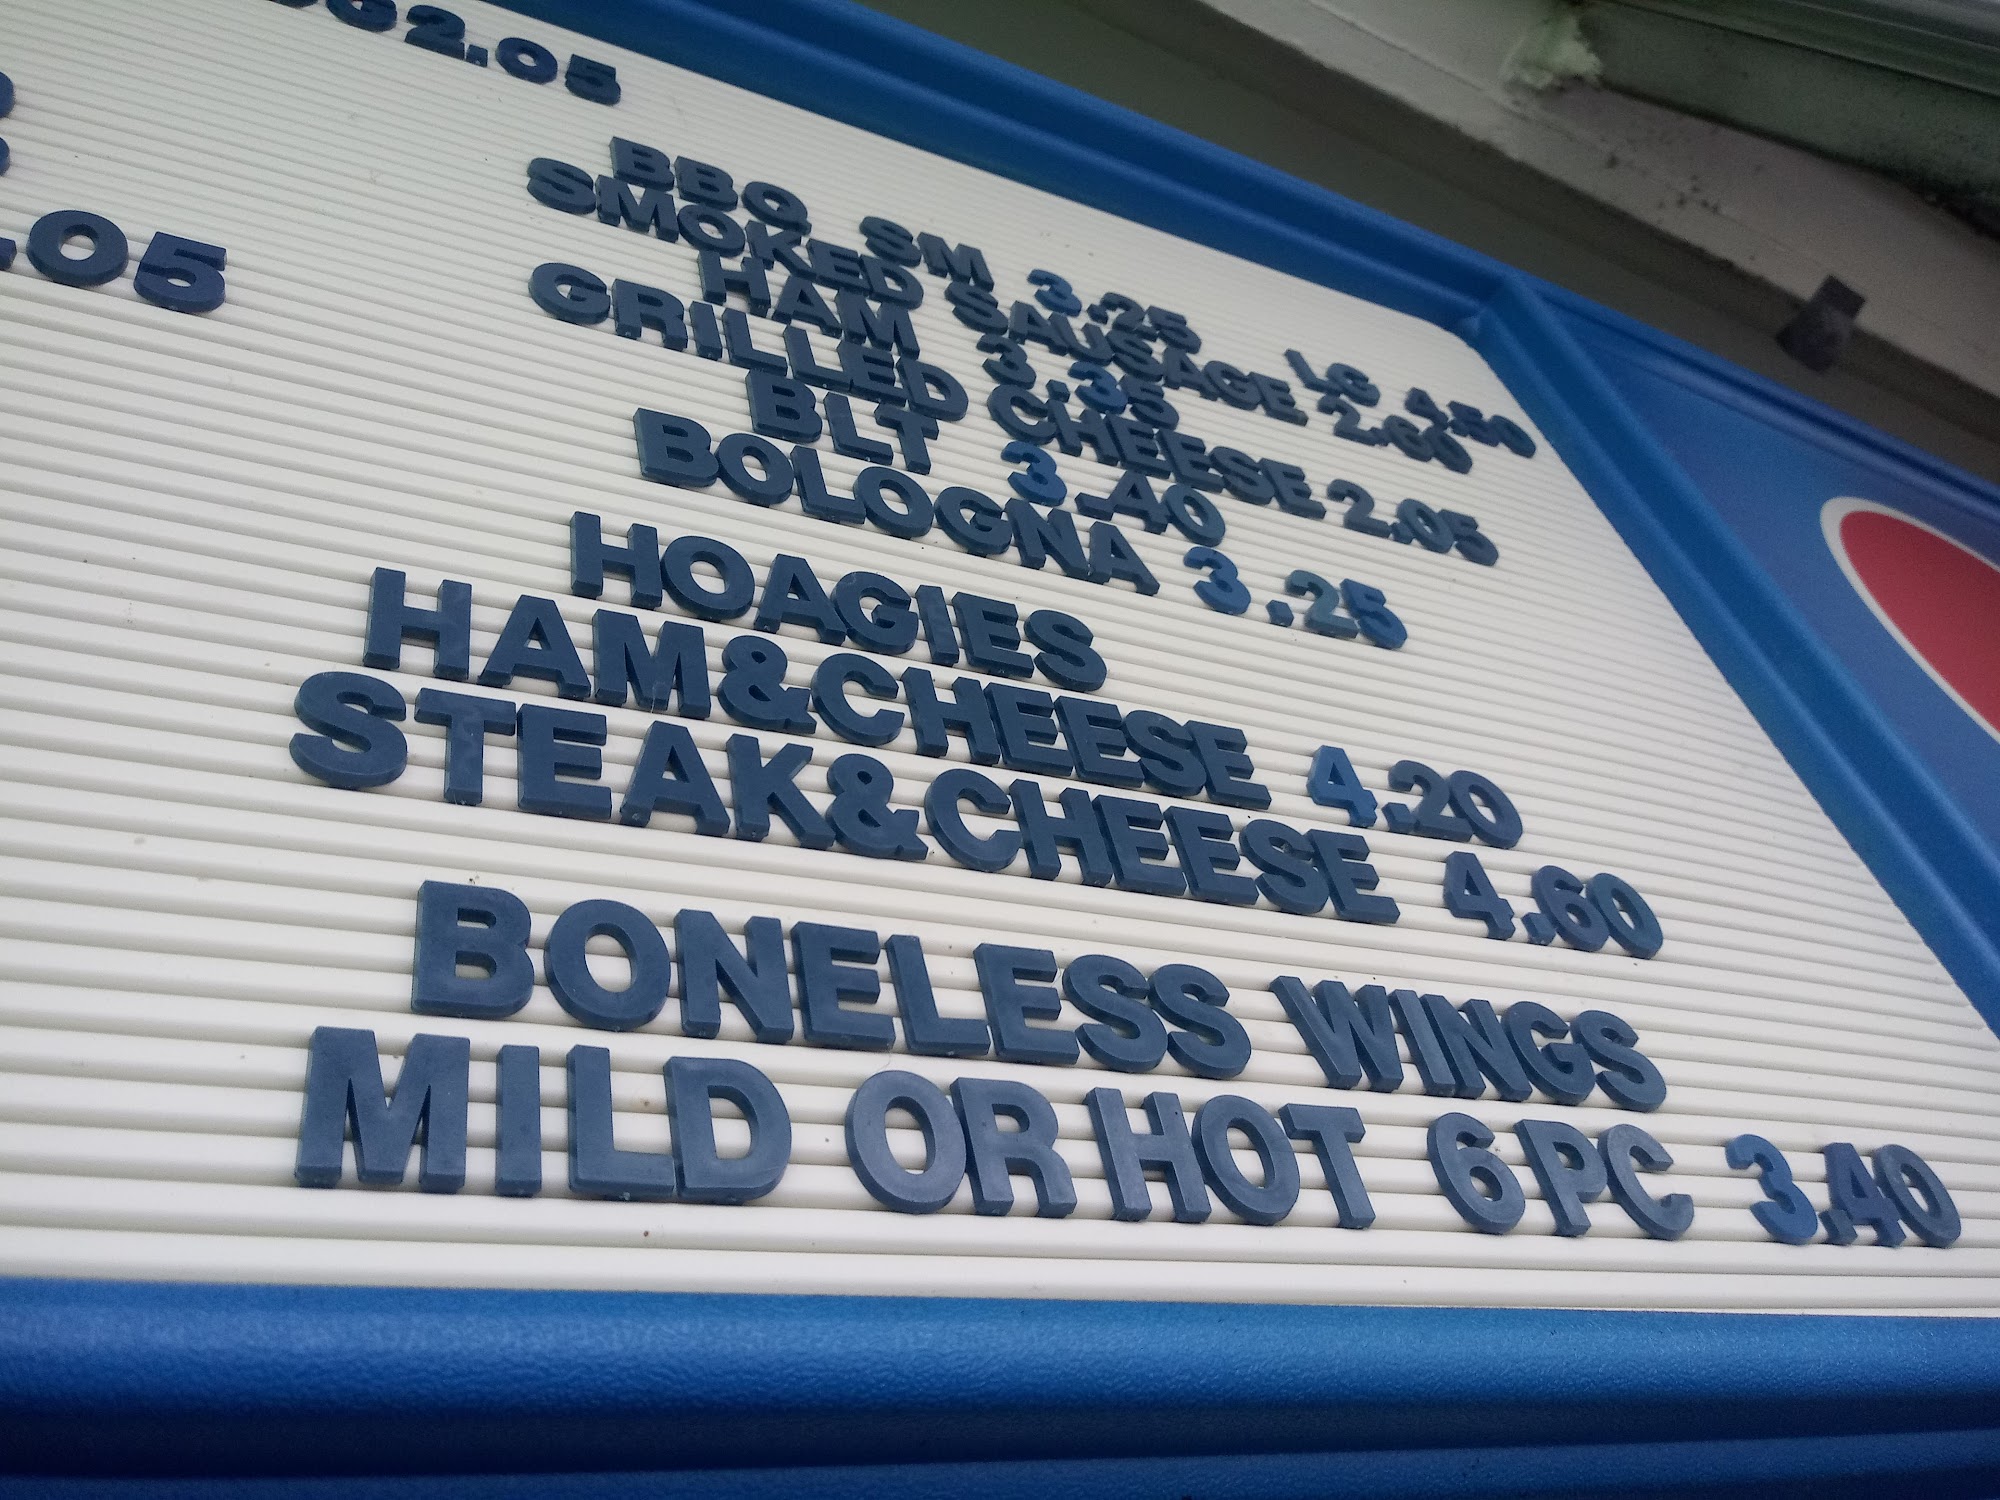 G2.05
.05
BBQ SM 3.25 LG 4.50
SMOKED SAUSAGE 2.60
HAM 3.35
GRILLED CHEESE 2.05
BLT 3.40
BOLOGNA 3.25
HOAGIES
HAM&CHEESE 4.20
STEAK&CHEESE 4.60
BONELESS WINGS
MILD OR HOT 6PC 3.40